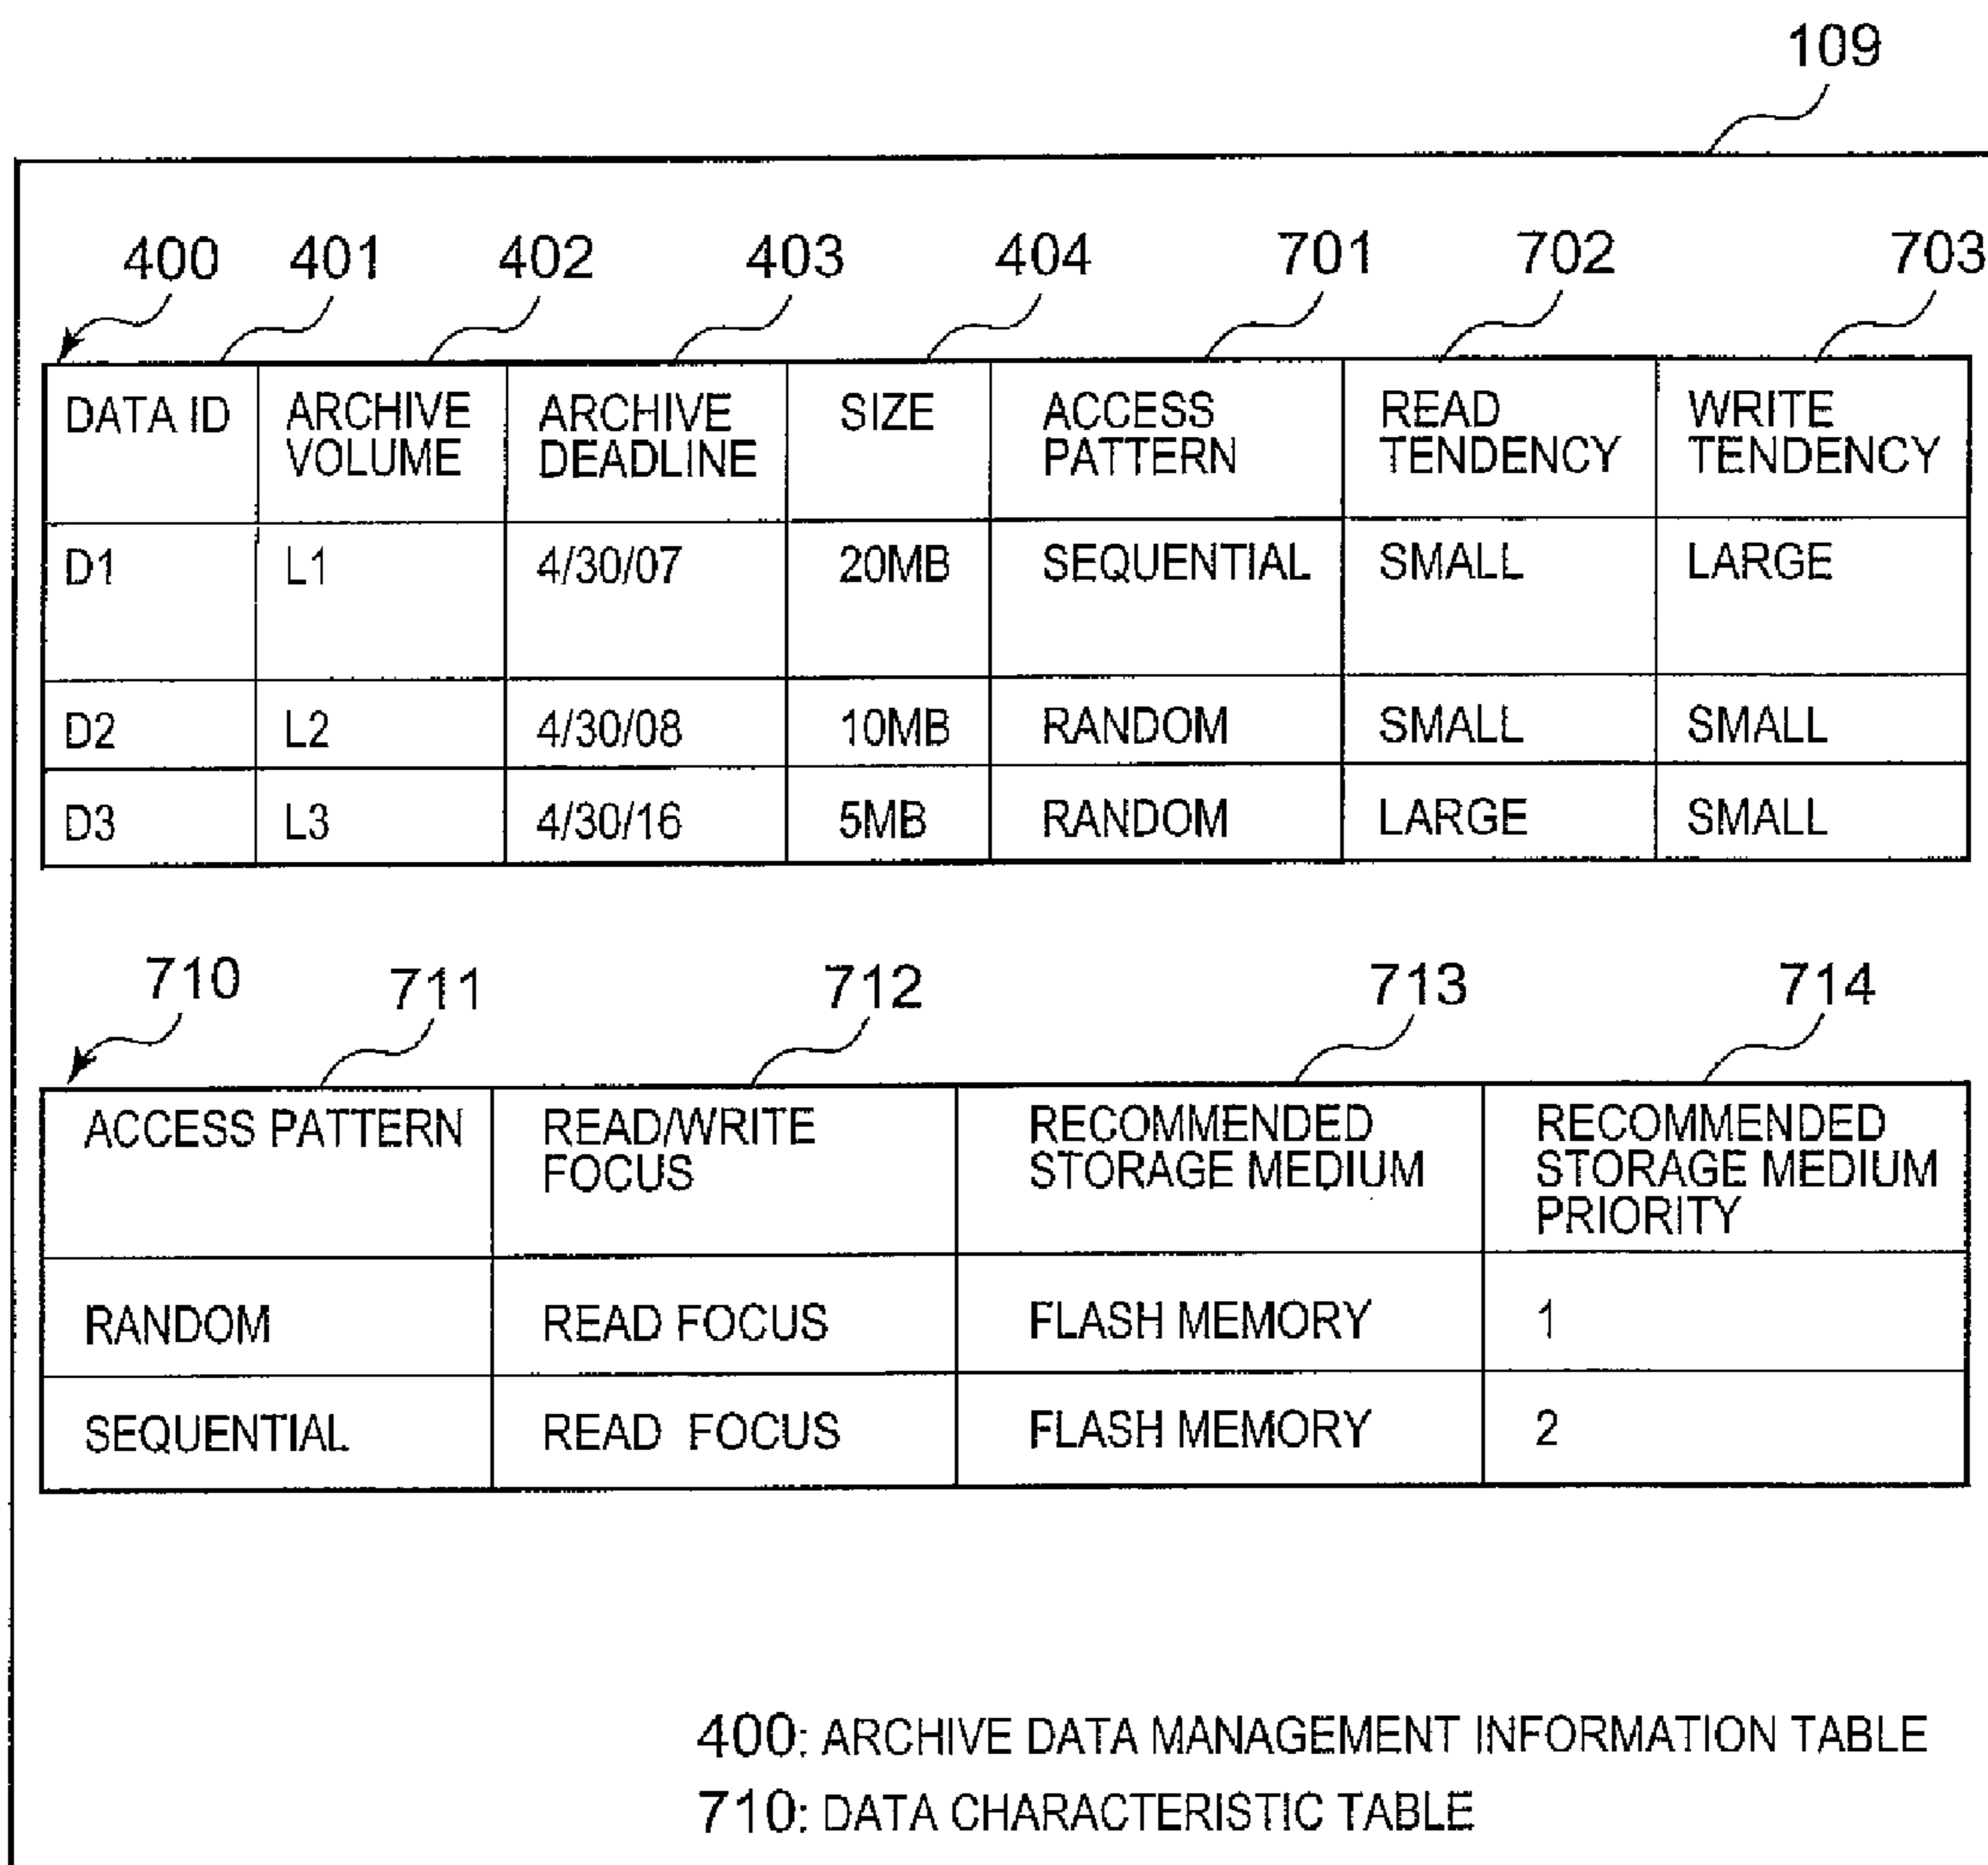 109
400 401 402 403 404 701 702 703
DATA ID ARCHIVE VOLUME ARCHIVE DEADLINE SIZE ACCESS PATTERN READ TENDENCY WRITE TENDENCY
D1 L1 4/30/07 20MB SEQUENTIAL SMALL LARGE
D2 L2 4/30/08 10MB RANDOM SMALL SMALL
D3 L3 4/30/16 5MB RANDOM LARGE SMALL
710 711 712 713 714
ACCESS PATTERN READ/WRITE FOCUS RECOMMENDED STORAGE MEDIUM RECOMMENDED STORAGE MEDIUM PRIORITY
RANDOM READ FOCUS FLASH MEMORY 1
SEQUENTIAL READ FOCUS FLASH MEMORY 2
400: ARCHIVE DATA MANAGEMENT INFORMATION TABLE
710: DATA CHARACTERISTIC TABLE